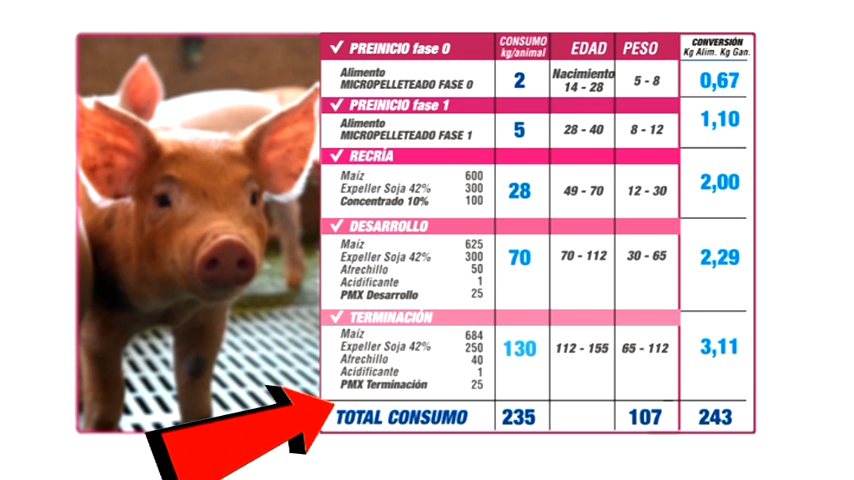 ✓ PREINICIO fase 0 CONSUMO kg/animal EDAD PESO CONVERSIÓN Kg Alim. Kg Gan.
Alimento
MICROPELLETEADO FASE 0 2 Nacimiento 14 - 28 5 - 8 0,67
✓ PREINICIO fase 1
Alimento
MICROPELLETEADO FASE 1 5 28 - 40 8 - 12 1,10
✓ RECRÍA
Maíz 600
Expeller Soja 42% 300 28 49 - 70 12 - 30 2,00
Concentrado 10% 100
✓ DESARROLLO
Maíz 625
Expeller Soja 42% 300 70 70 - 112 30 - 65 2,29
Afrechillo 50
Acidificante 1
PMX Desarrollo 25
✓ TERMINACIÓN
Maíz 684
Expeller Soja 42% 250 130 112 - 155 65 - 112 3,11
Afrechillo 40
Acidificante 1
PMX Terminación 25
TOTAL CONSUMO 235 107 243